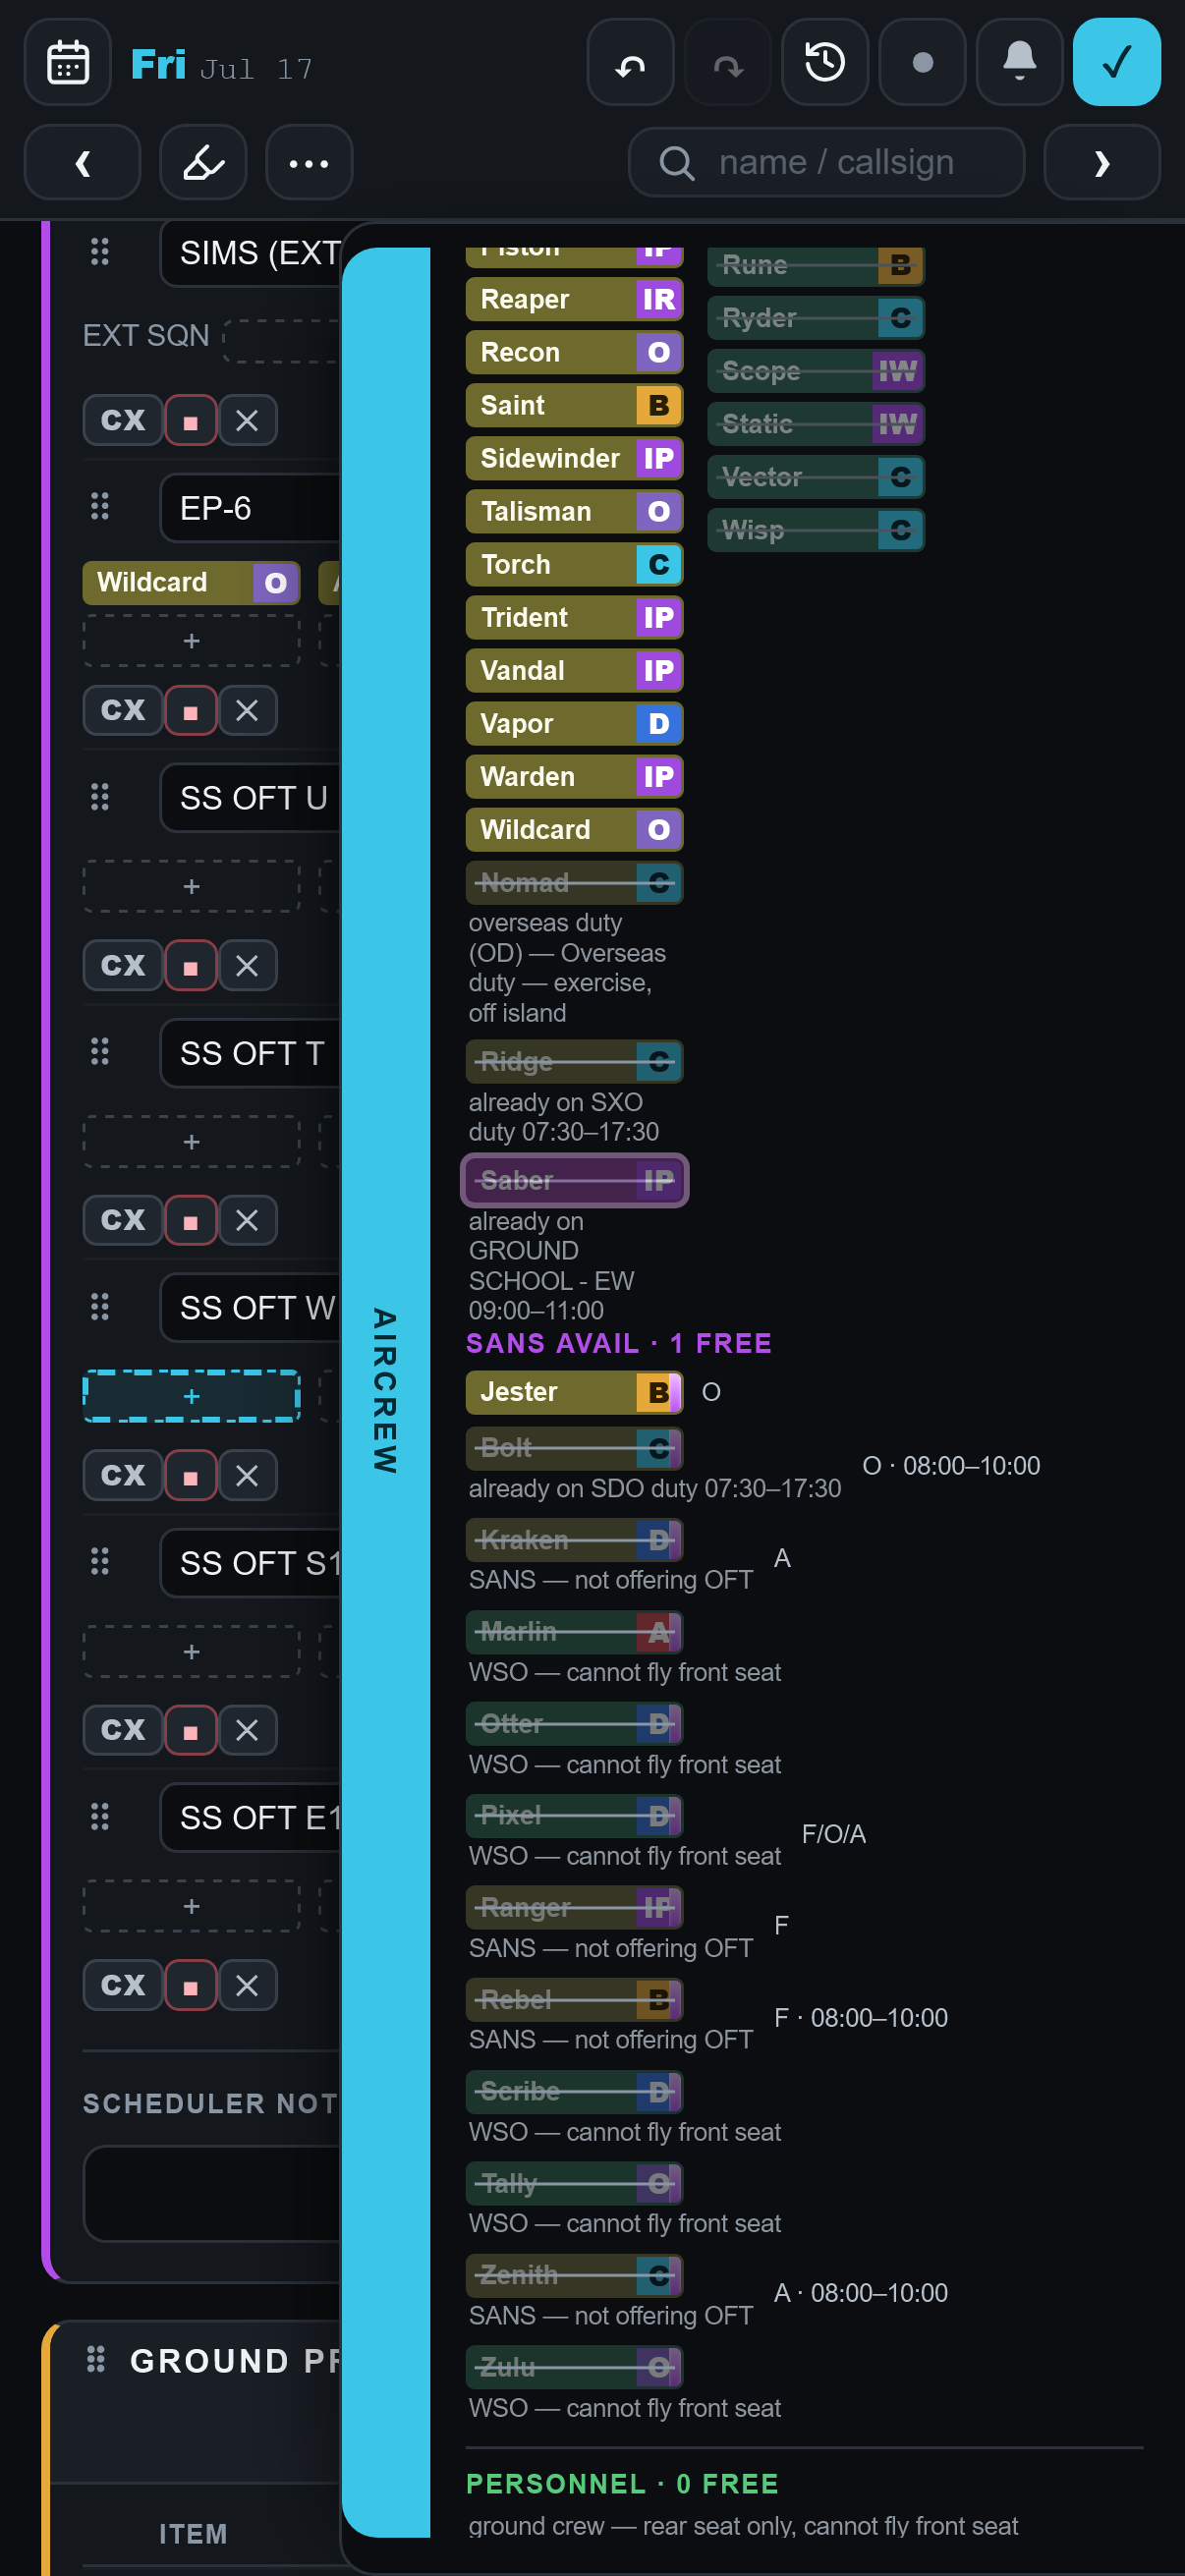 Fri Jul 17
name / callsign
SIMS (EXT
EXT SQN
CX
EP-6
Wildcard O
+
CX
SS OFT U
+
CX
SS OFT T
+
CX
SS OFT W
+
CX
SS OFT S1
+
CX
SS OFT E1
+
CX
SCHEDULER NOT
GROUND PR
ITEM
AIRCREW
Piston IP
Reaper IR
Recon O
Saint B
Sidewinder IP
Talisman O
Torch C
Trident IP
Vandal IP
Vapor D
Warden IP
Wildcard O
Nomad C
overseas duty
(OD) — Overseas
duty — exercise,
off island
Ridge C
already on SXO
duty 07:30–17:30
Saber IP
already on
GROUND
SCHOOL - EW
09:00–11:00
Rune B
Ryder C
Scope IW
Static IW
Vector C
Wisp C
SANS AVAIL · 1 FREE
Jester B O
Bolt C
already on SDO duty 07:30–17:30 O · 08:00–10:00
Kraken D
SANS — not offering OFT A
Marlin A
WSO — cannot fly front seat
Otter D
WSO — cannot fly front seat
Pixel D
WSO — cannot fly front seat F/O/A
Ranger IP
SANS — not offering OFT F
Rebel B
SANS — not offering OFT F · 08:00–10:00
Scribe D
WSO — cannot fly front seat
Tally O
WSO — cannot fly front seat
Zenith C
SANS — not offering OFT A · 08:00–10:00
Zulu O
WSO — cannot fly front seat
PERSONNEL · 0 FREE
ground crew — rear seat only, cannot fly front seat